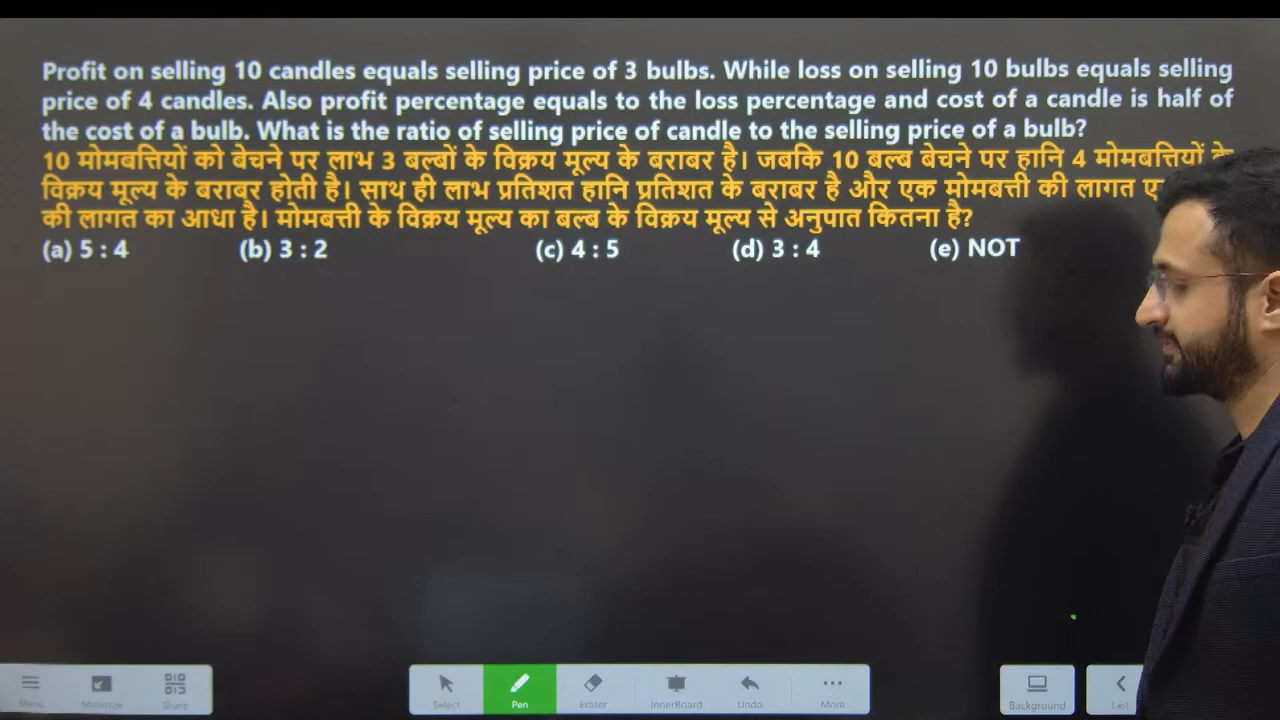 Profit on selling 10 candles equals selling price of 3 bulbs. While loss on selling 10 bulbs equals selling
price of 4 candles. Also profit percentage equals to the loss percentage and cost of a candle is half of
the cost of a bulb. What is the ratio of selling price of candle to the selling price of a bulb?
10 मोमबत्तियों को बेचने पर लाभ 3 बल्बों के विक्रय मूल्य के बराबर है। जबकि 10 बल्ब बेचने पर हानि 4 मोमबत्तियों के
विक्रय मूल्य के बराबर होती है। साथ ही लाभ प्रतिशत हानि प्रतिशत के बराबर है और एक मोमबत्ती की लागत
की लागत का आधा है। मोमबत्ती के विक्रय मूल्य का बल्ब के विक्रय मूल्य से अनुपात कितना है?
(a) 5 : 4 (b) 3 : 2 (c) 4 : 5 (d) 3 : 4 (e) NOT
Menu Minimize Share Select Pen Eraser InnerBoard Undo More Background Last